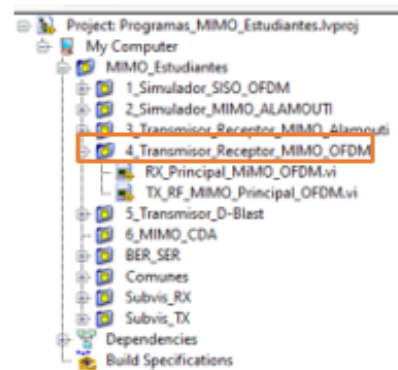 Project: Programas_MIMO_Estudiantes.lvproj
My Computer
MIMO_Estudiantes
1_Simulador_SISO_OFDM
2_Simulador_MIMO_ALAMOUTI
3_Transmisor_Receptor_MIMO_Alamouti
4_Transmisor_Receptor_MIMO_OFDM
RX_Principal_MiMO_OFDM.vi
TX_RF_MIMO_Principal_OFDM.vi
5_Transmisor_D-Blast
6_MIMO_CDA
BER_SER
Comunes
Subvis_RX
Subvis_TX
Dependencies
Build Specifications